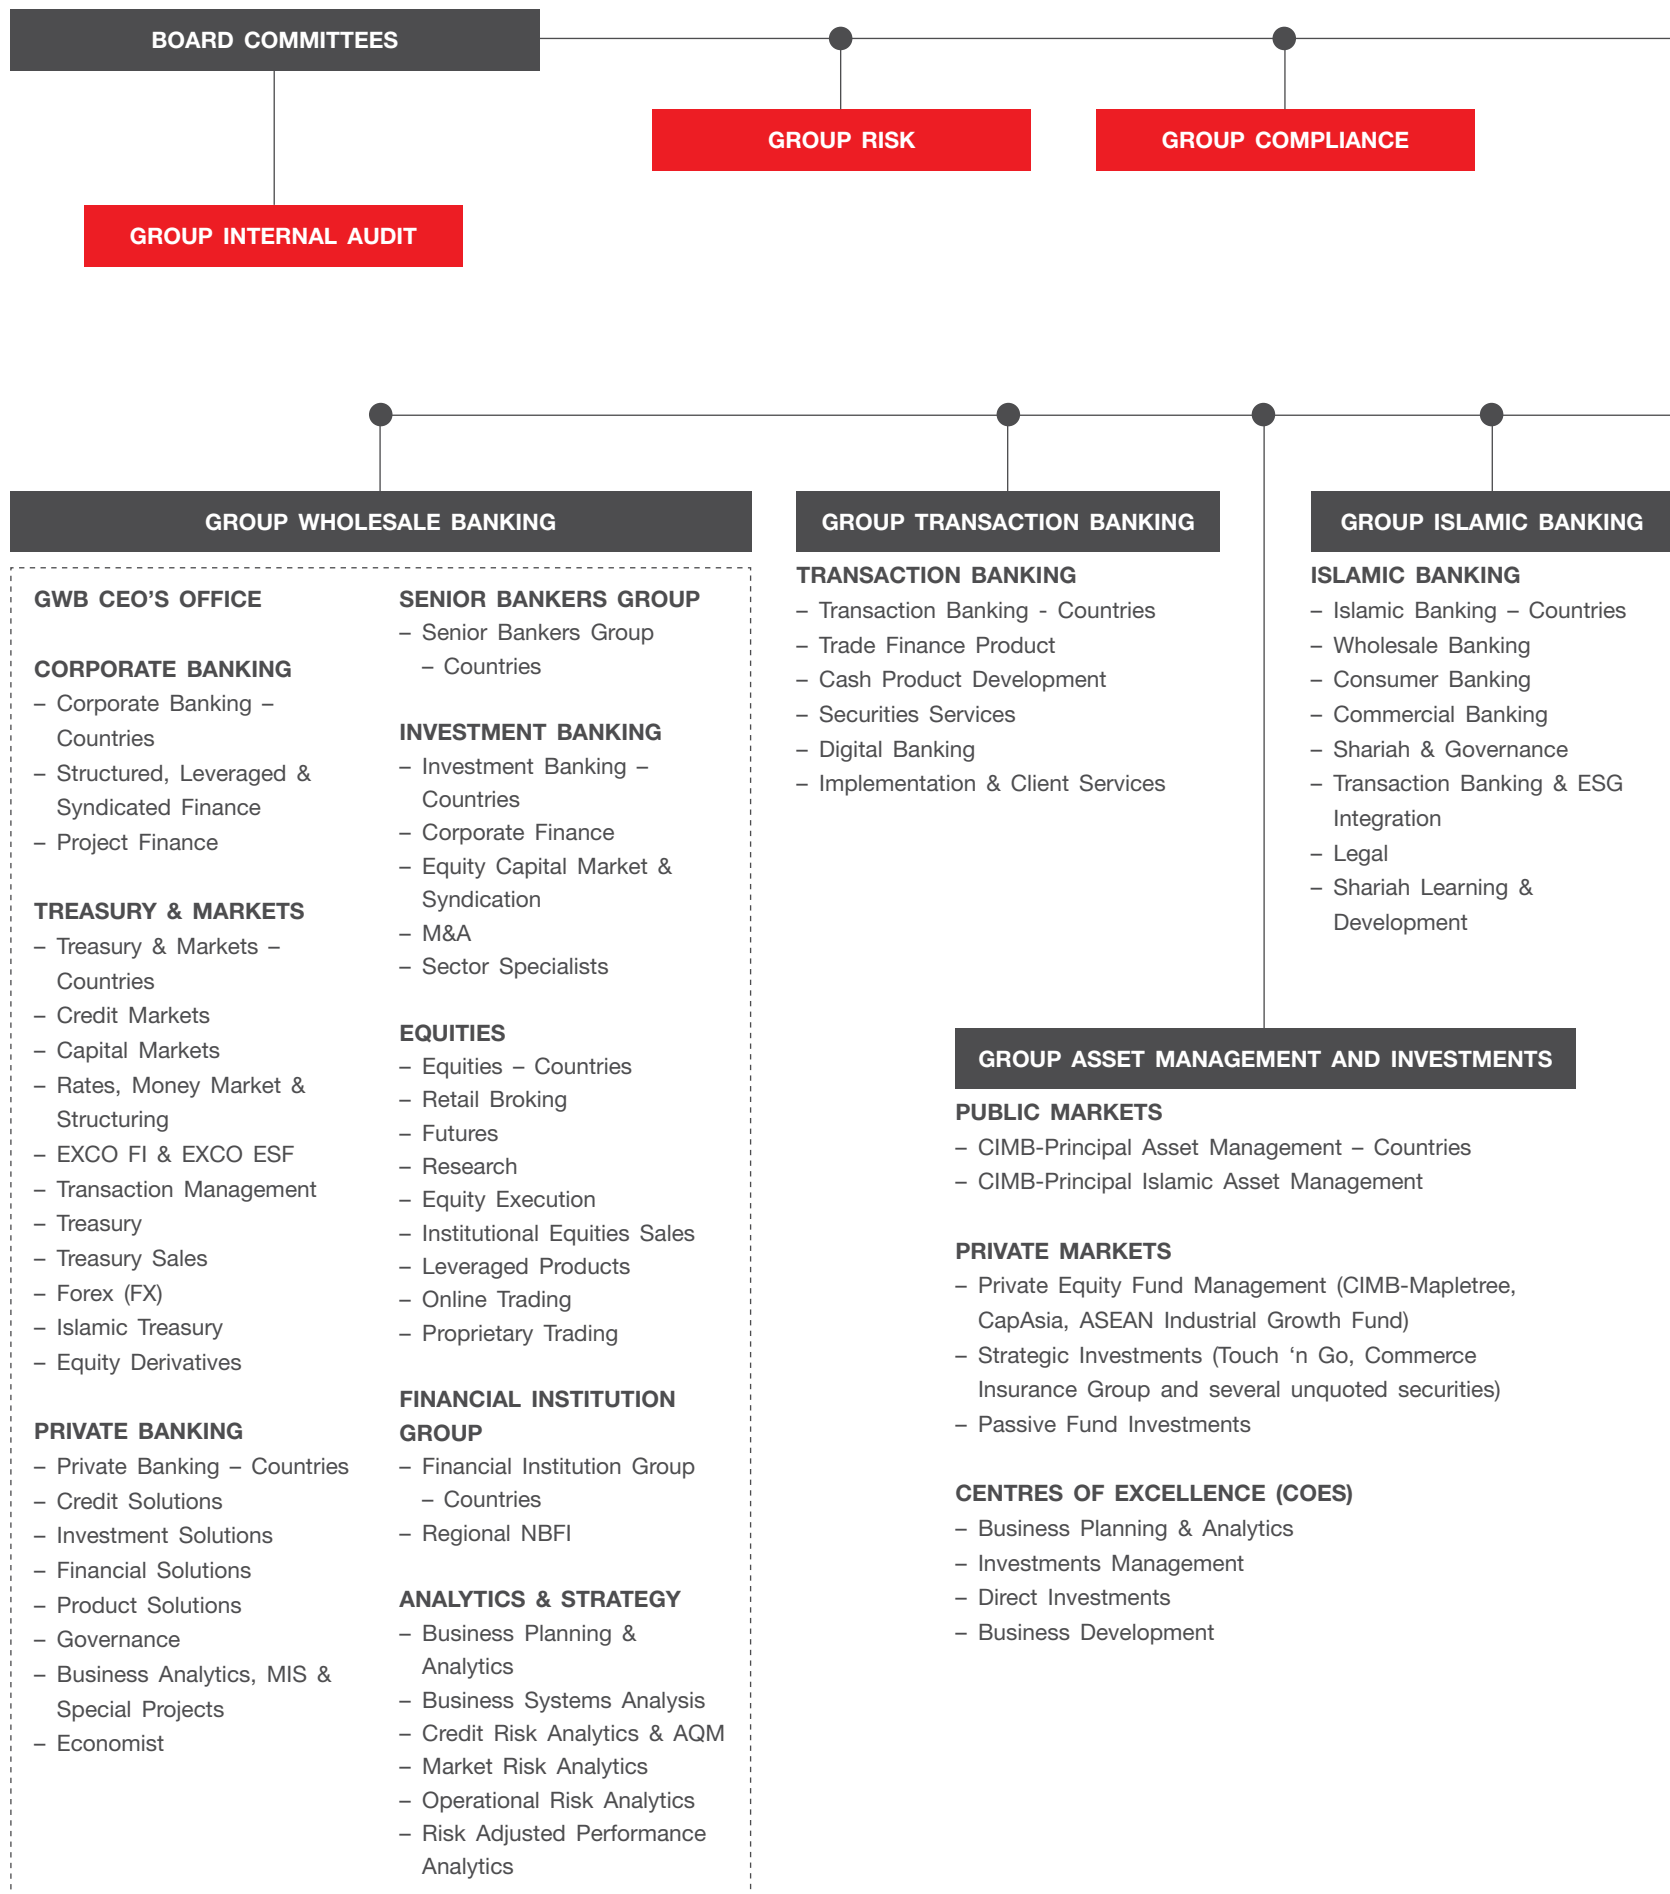 BOARD COMMITTEES
GROUP RISK
GROUP COMPLIANCE
GROUP INTERNAL AUDIT
GROUP WHOLESALE BANKING
GWB CEO'S OFFICE
CORPORATE BANKING
– Corporate Banking –
Countries
– Structured, Leveraged &
Syndicated Finance
– Project Finance
TREASURY & MARKETS
– Treasury & Markets –
Countries
– Credit Markets
– Capital Markets
– Rates, Money Market &
Structuring
– EXCO FI & EXCO ESF
– Transaction Management
– Treasury
– Treasury Sales
– Forex (FX)
– Islamic Treasury
– Equity Derivatives
PRIVATE BANKING
– Private Banking – Countries
– Credit Solutions
– Investment Solutions
– Financial Solutions
– Product Solutions
– Governance
– Business Analytics, MIS &
Special Projects
– Economist
SENIOR BANKERS GROUP
– Senior Bankers Group
– Countries
INVESTMENT BANKING
– Investment Banking –
Countries
– Corporate Finance
– Equity Capital Market &
Syndication
– M&A
– Sector Specialists
EQUITIES
– Equities – Countries
– Retail Broking
– Futures
– Research
– Equity Execution
– Institutional Equities Sales
– Leveraged Products
– Online Trading
– Proprietary Trading
FINANCIAL INSTITUTION
GROUP
– Financial Institution Group
– Countries
– Regional NBFI
ANALYTICS & STRATEGY
– Business Planning &
Analytics
– Business Systems Analysis
– Credit Risk Analytics & AQM
– Market Risk Analytics
– Operational Risk Analytics
– Risk Adjusted Performance
Analytics
GROUP TRANSACTION BANKING
TRANSACTION BANKING
– Transaction Banking - Countries
– Trade Finance Product
– Cash Product Development
– Securities Services
– Digital Banking
– Implementation & Client Services
GROUP ISLAMIC BANKING
ISLAMIC BANKING
– Islamic Banking – Countries
– Wholesale Banking
– Consumer Banking
– Commercial Banking
– Shariah & Governance
– Transaction Banking & ESG
Integration
– Legal
– Shariah Learning &
Development
GROUP ASSET MANAGEMENT AND INVESTMENTS
PUBLIC MARKETS
– CIMB-Principal Asset Management – Countries
– CIMB-Principal Islamic Asset Management
PRIVATE MARKETS
– Private Equity Fund Management (CIMB-Mapletree,
CapAsia, ASEAN Industrial Growth Fund)
– Strategic Investments (Touch ‘n Go, Commerce
Insurance Group and several unquoted securities)
– Passive Fund Investments
CENTRES OF EXCELLENCE (COES)
– Business Planning & Analytics
– Investments Management
– Direct Investments
– Business Development